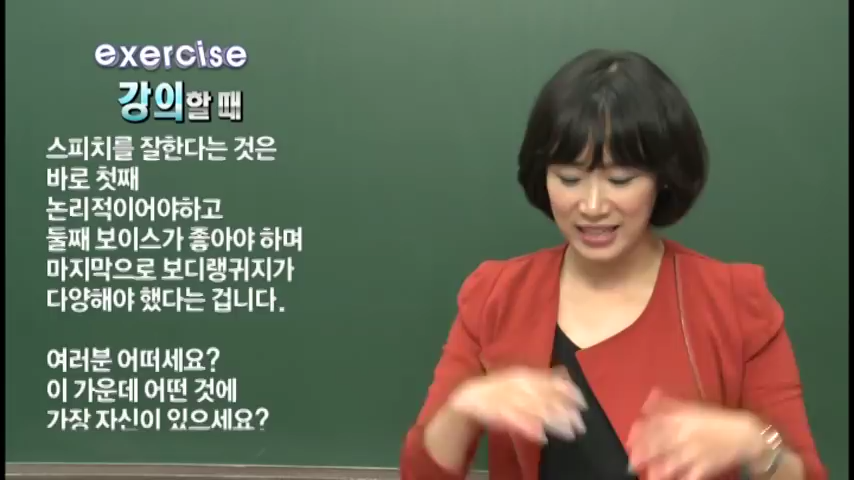 exercise
강의할 때
스피치를 잘한다는 것은
바로 첫째
논리적이어야하고
둘째 보이스가 좋아야 하며
마지막으로 보디랭귀지가
다양해야 했다는 겁니다.
여러분 어떠세요?
이 가운데 어떤 것에
가장 자신이 있으세요?